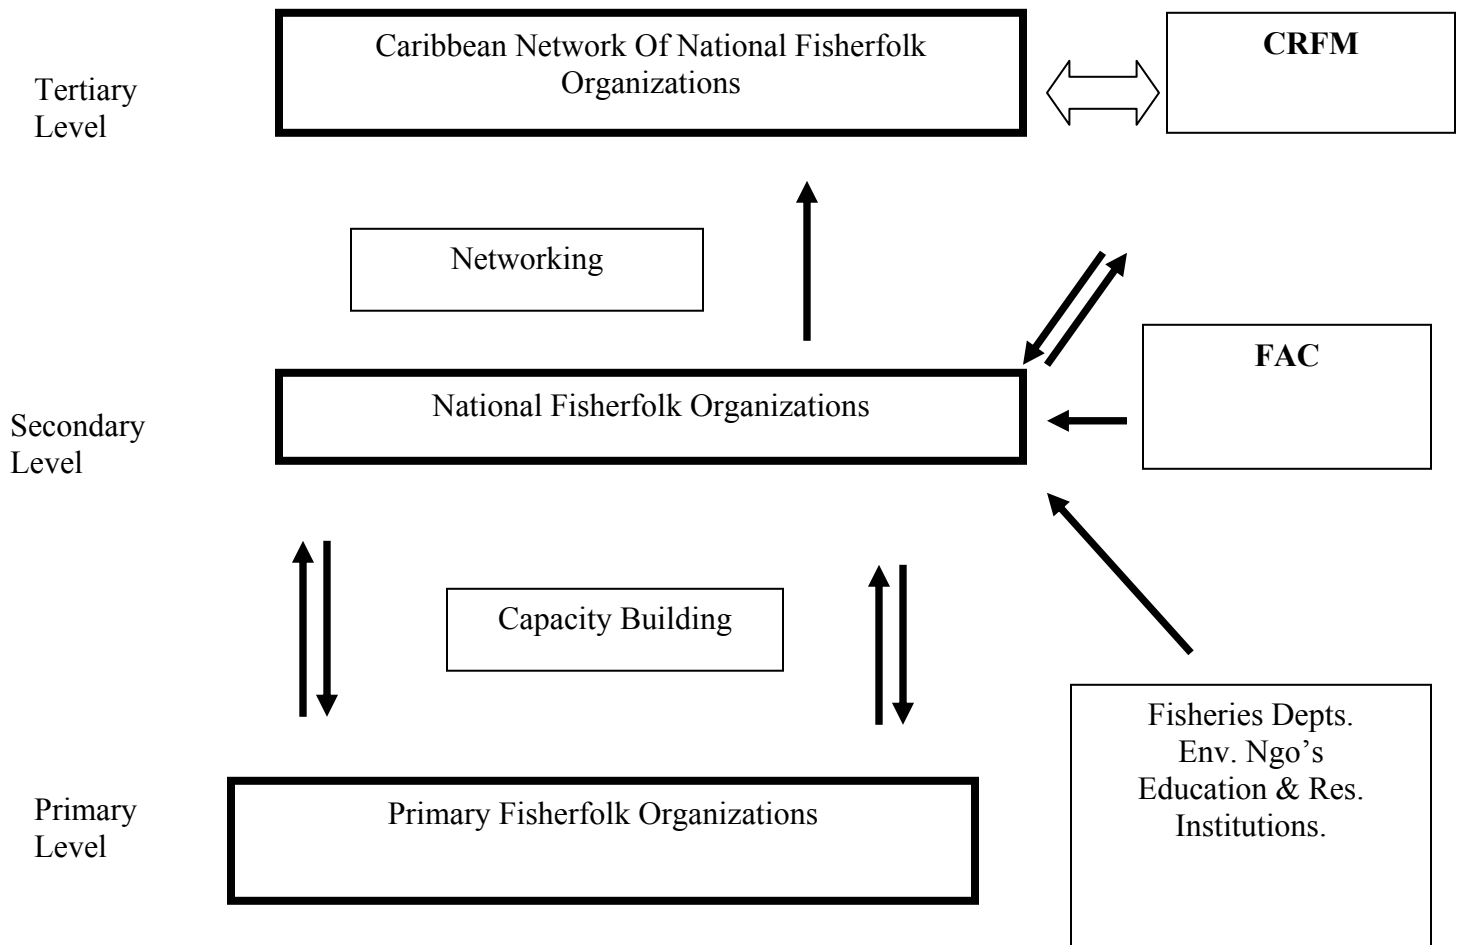 Caribbean Network Of National Fisherfolk
Organizations
CRFM
Tertiary
Level
Networking
FAC
National Fisherfolk Organizations
Secondary
Level
Capacity Building
Fisheries Depts.
Env. Ngo’s
Education & Res.
Institutions.
Primary Fisherfolk Organizations
Primary
Level